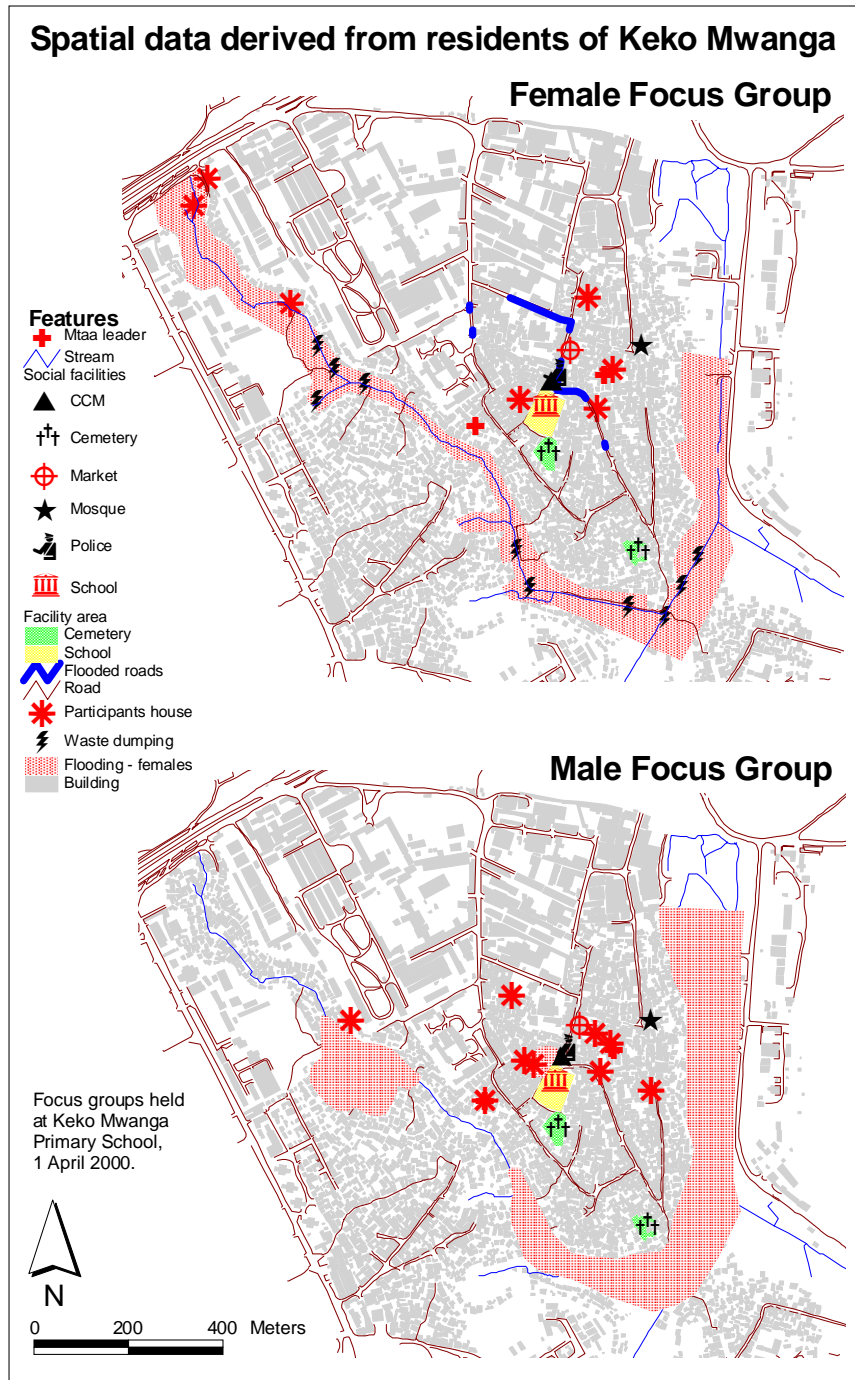 Spatial data derived from residents of Keko Mwanga
Female Focus Group
Features
Mtaa leader
Stream
Social facilities
CCM
Cemetery
Market
Mosque
Police
School
Facility area
Cemetery
School
Flooded roads
Road
Participants house
Waste dumping
Flooding - females
Building
Male Focus Group
Focus groups held
at Keko Mwanga
Primary School,
1 April 2000.
N
0 200 400 Meters